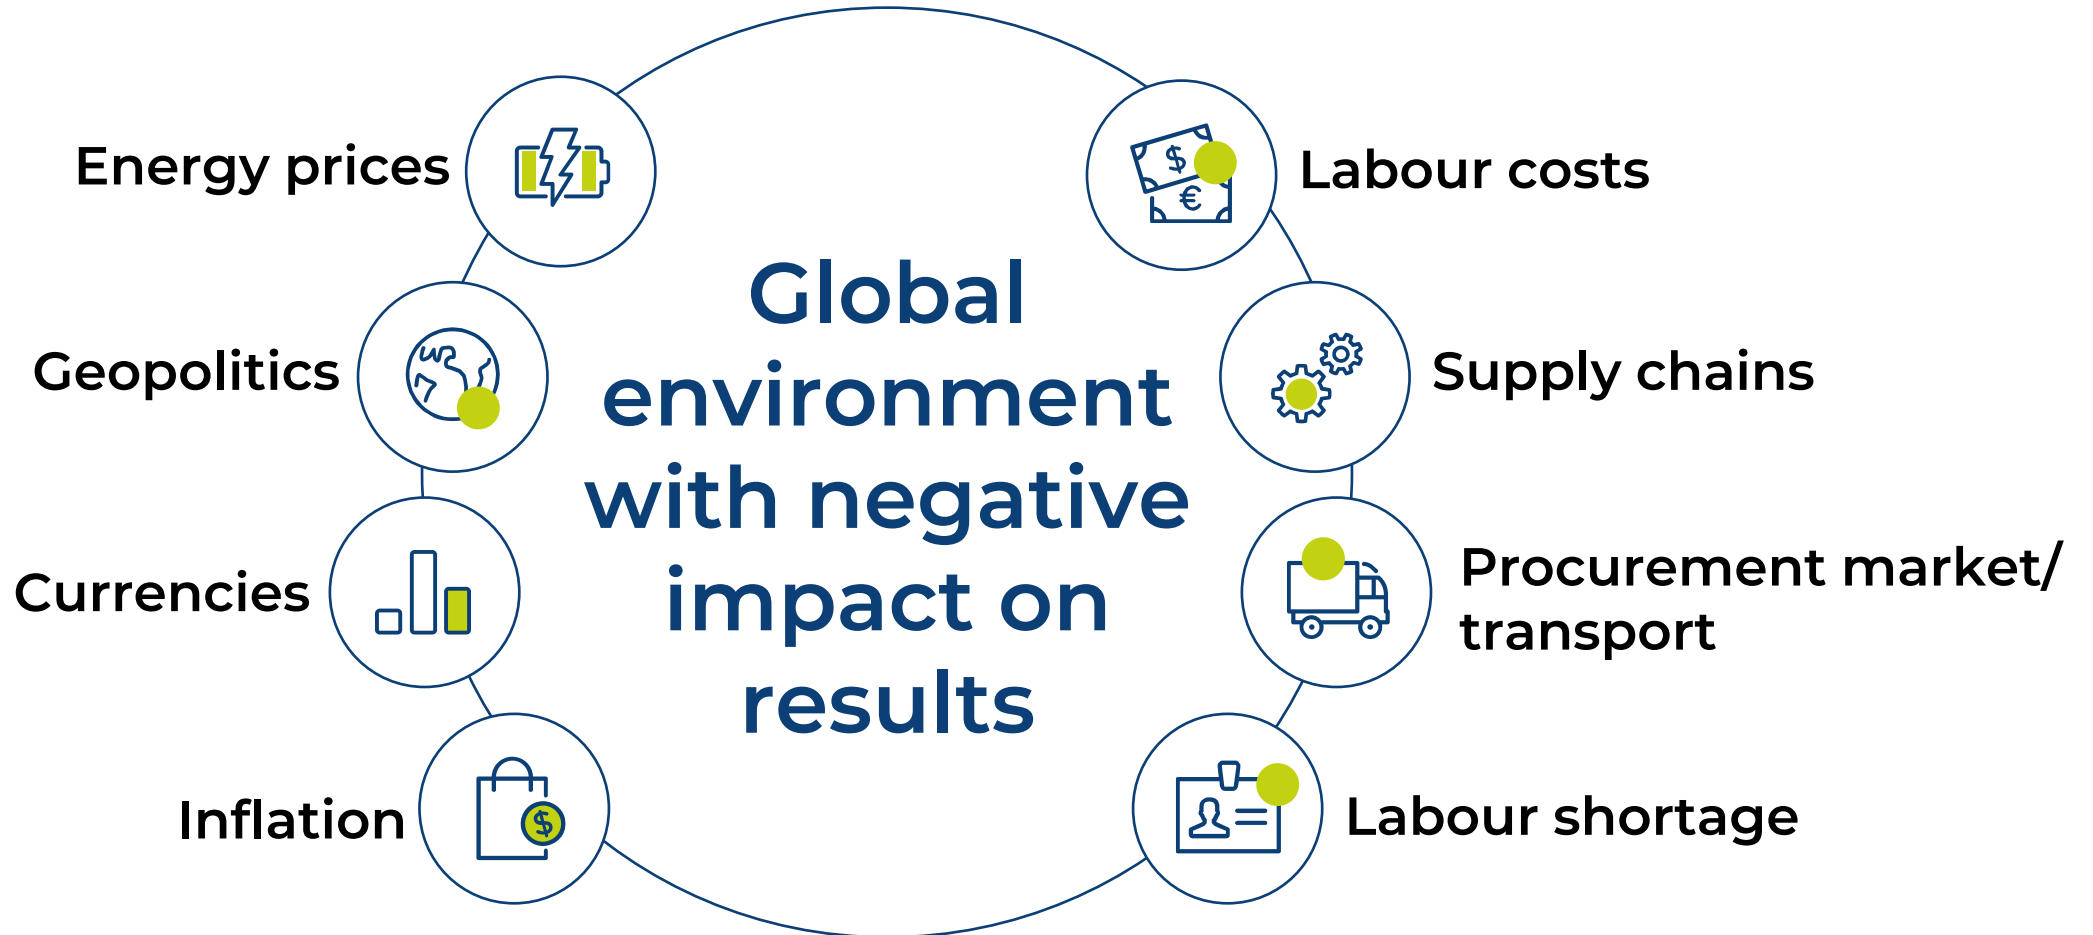 Energy prices
Geopolitics
Currencies
Inflation
Global
environment
with negative
impact on
results
$
€
Labour costs
Supply chains
Procurement market/
transport
Labour shortage
$